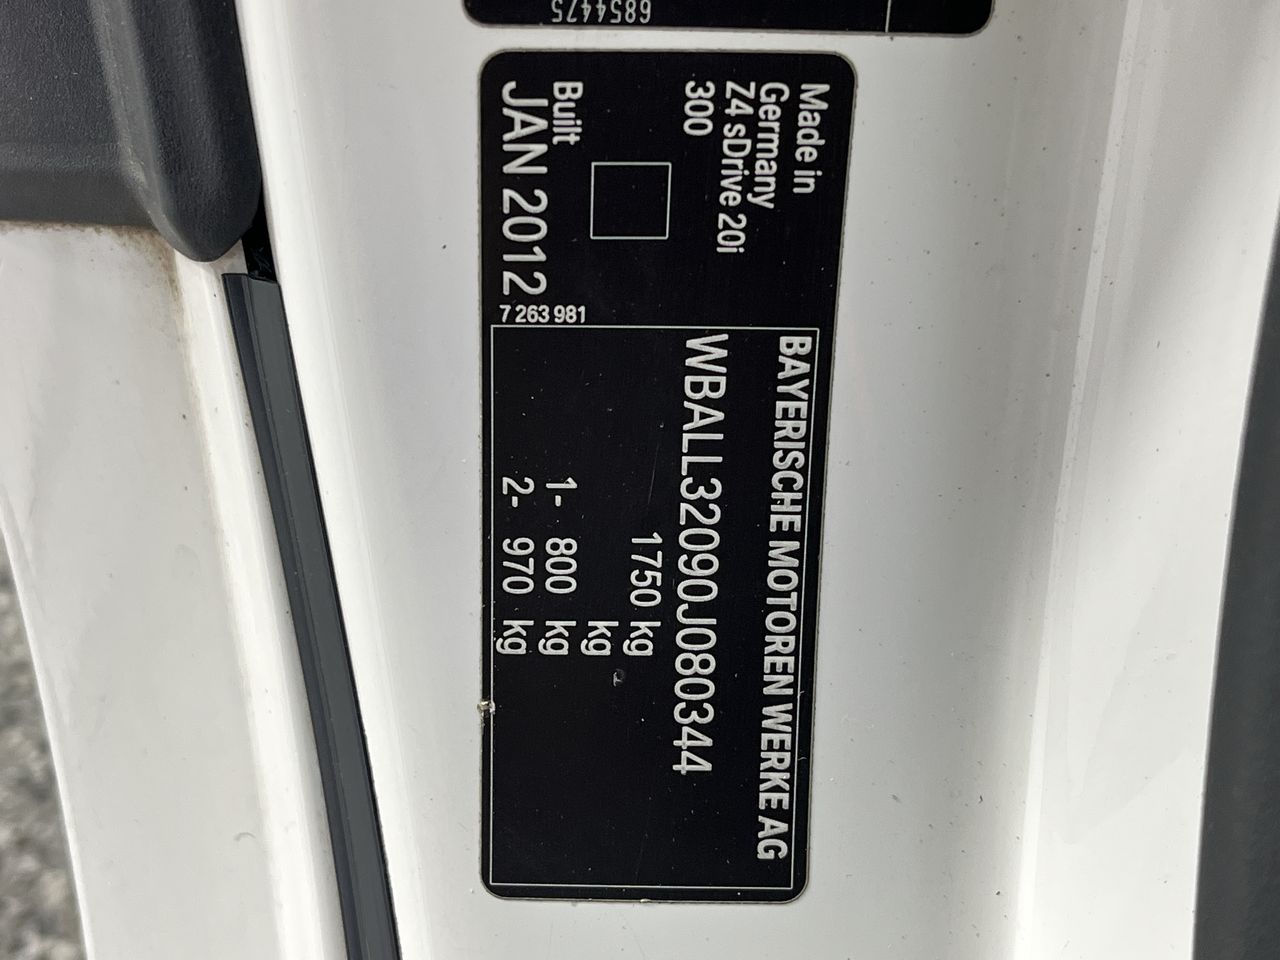 6854475
Made in
Germany
Z4 sDrive 20i
300
Built
JAN 2012
7 263 981
BAYERISCHE MOTOREN WERKE AG
WBALL32090J080344
1750 kg
kg
1- 800 kg
2- 970 kg